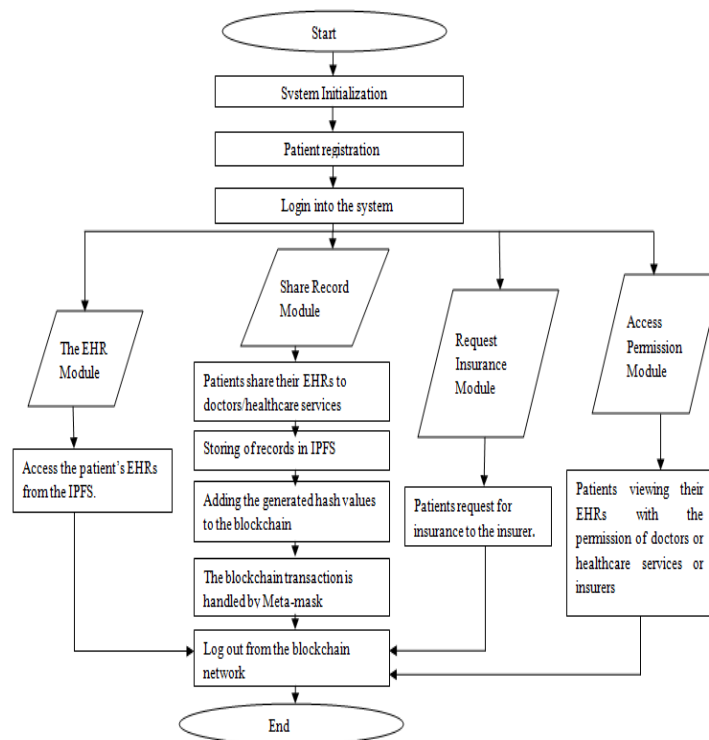 Start
System Initialization
Patient registration
Login into the system
The EHR
Module
Share Record
Module
Request
Insurance
Module
Access
Permission
Module
Access the patient's EHRs
from the IPFS.
Patients share their EHRs to
doctors/healthcare services
Storing of records in IPFS
Adding the generated hash values
to the blockchain
The blockchain transaction is
handled by Meta-mask
Patients request for
insurance to the insurer.
Patients viewing their
EHRs with the
permission of doctors or
healthcare services or
insurers
Log out from the blockchain
network
End